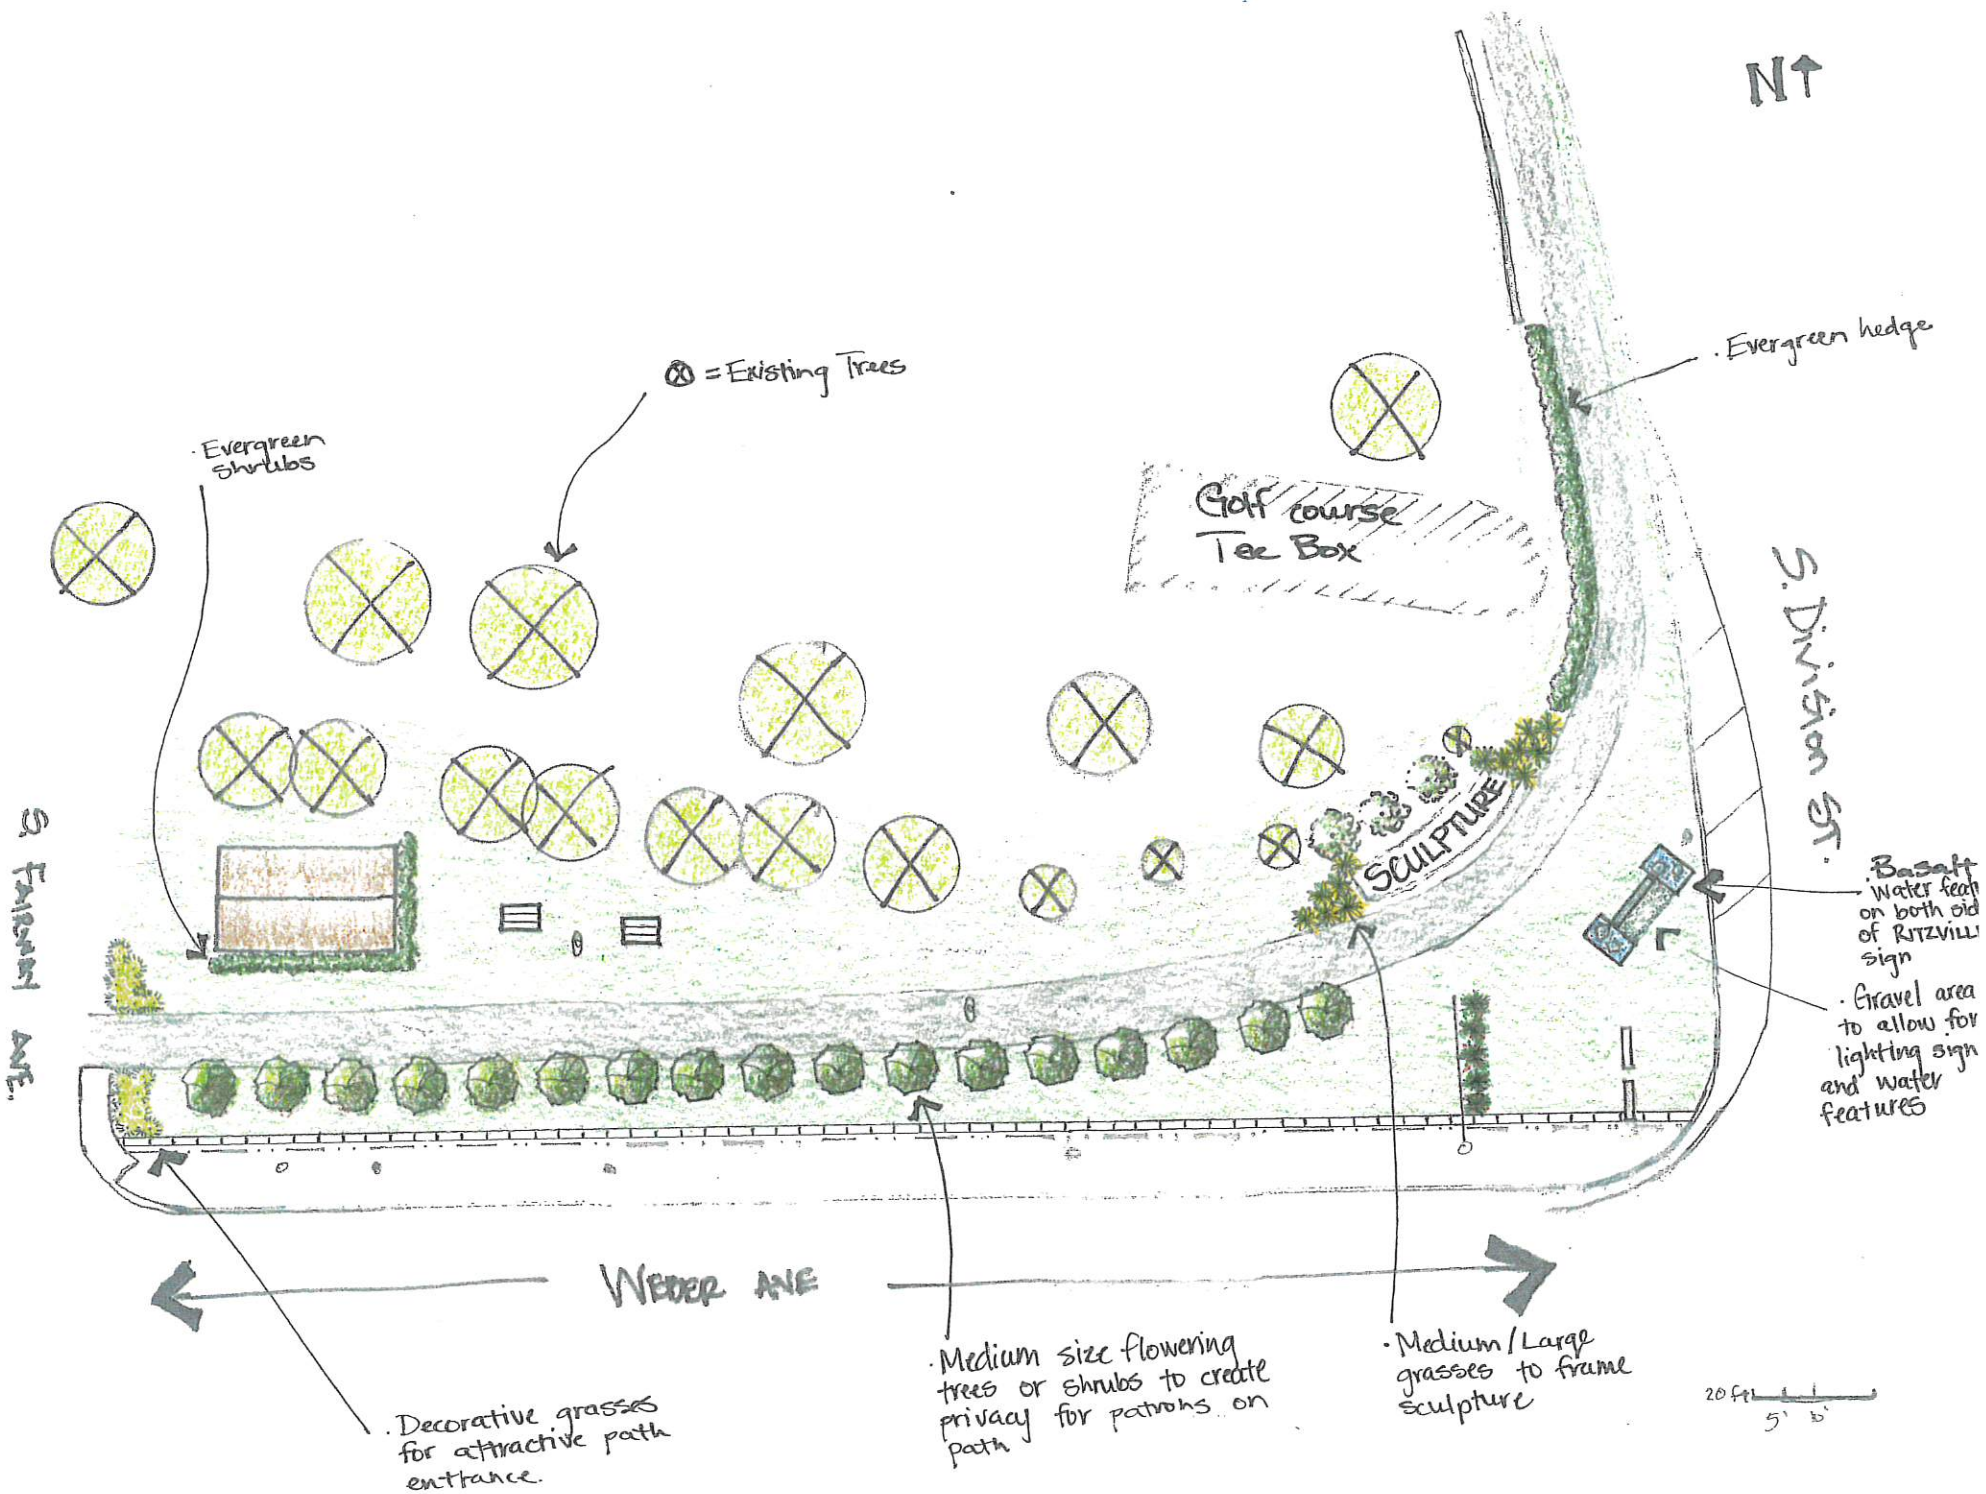 N
· Evergreen hedge
⊗ = Existing Trees
· Evergreen
shrubs
Golf course
Tee Box
S. Division ST.
SCULPTURE
S. FAIRWAY AVE.
· Basalt
water feat
on both sid
of RITZVILL
sign
· Gravel area
to allow for
lighting sign
and water
features
WEBER AVE
· Medium size flowering
trees or shrubs to create
privacy for patrons on
path
· Medium/Large
grasses to frame
sculpture
· Decorative grasses
for attractive path
entrance.
20 ft
5'